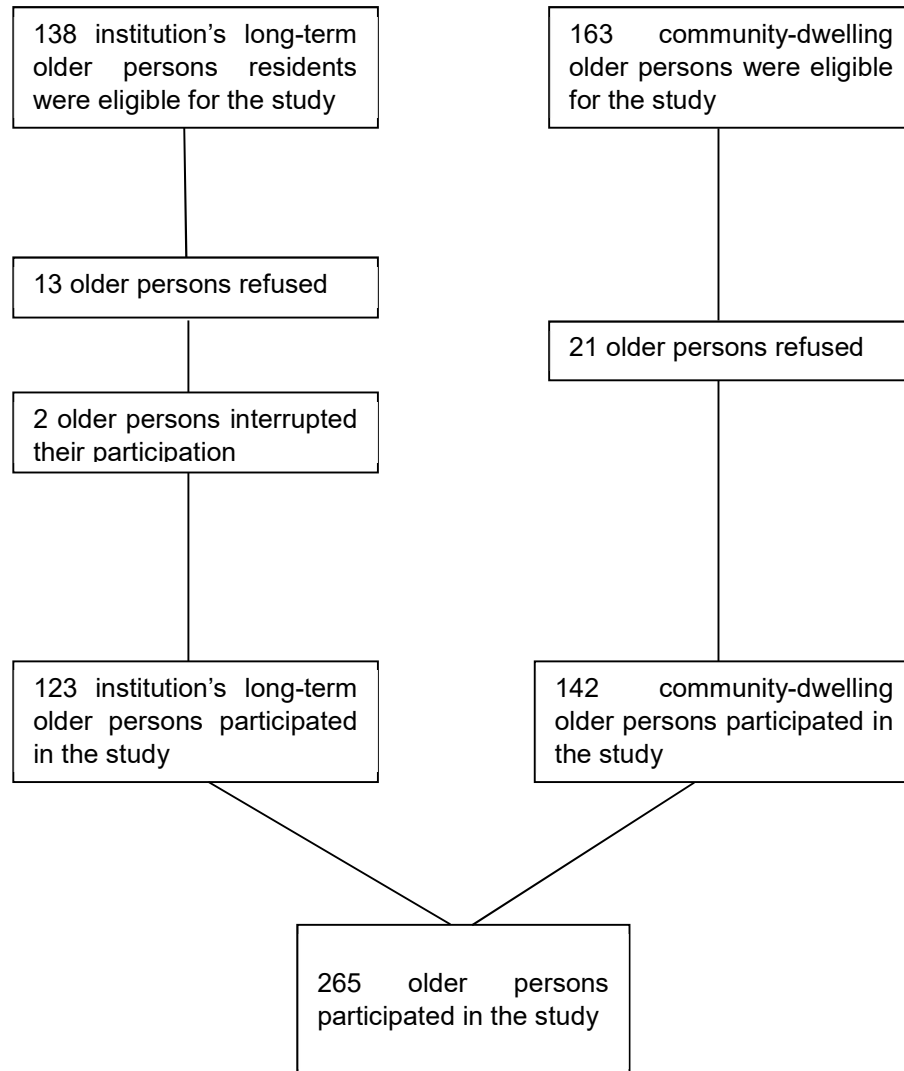 138 institution’s long-term
older persons residents
were eligible for the study
163 community-dwelling
older persons were eligible
for the study
13 older persons refused
21 older persons refused
2 older persons interrupted
their participation
123 institution’s long-term
older persons participated
in the study
142 community-dwelling
older persons participated in
the study
265 older persons
participated in the study